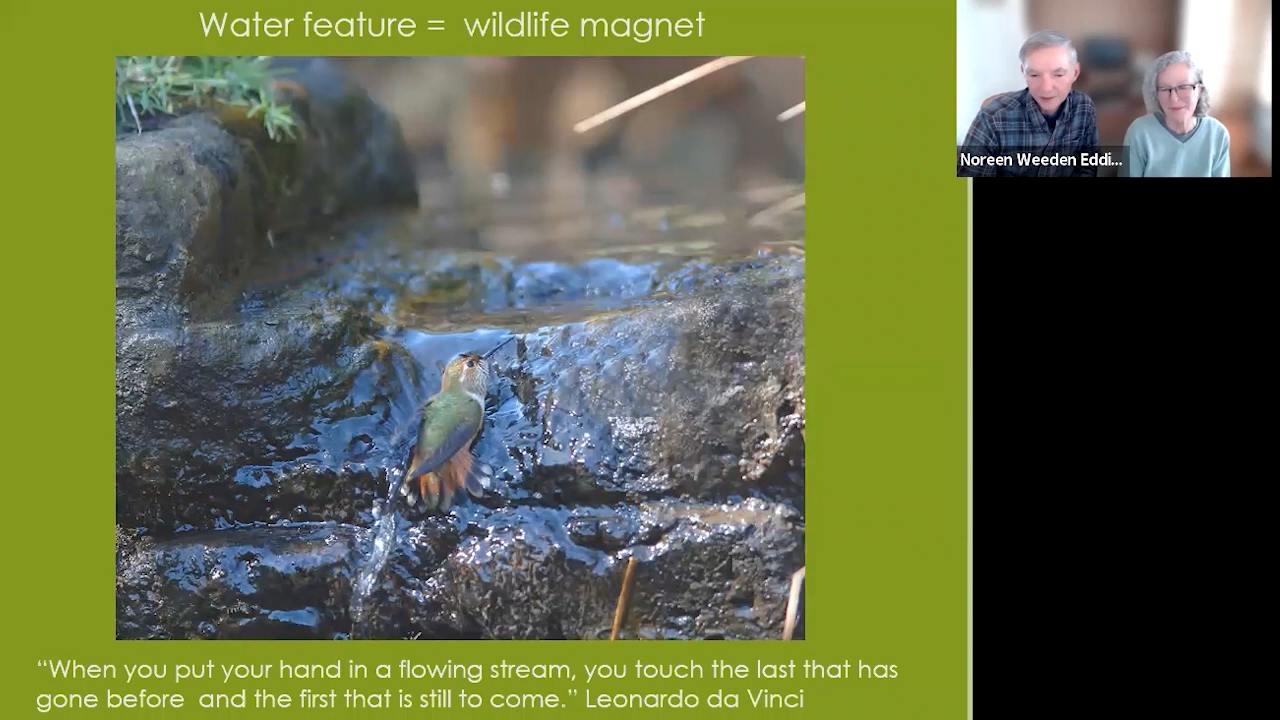 Water feature =  wildlife magnet
Noreen Weeden Eddi...
“When you put your hand in a flowing stream, you touch the last that has
gone before  and the first that is still to come.” Leonardo da Vinci